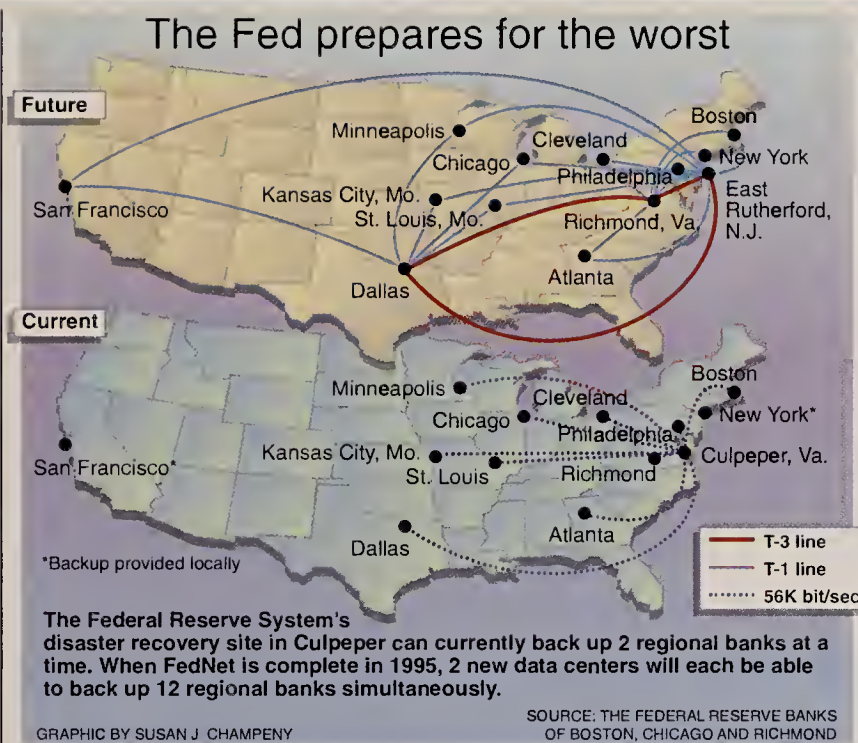 The Fed prepares for the worst
Future
Boston
Minneapolis
Cleveland
Chicago
New York
Philadelphia
Kansas City, Mo.
East
Rutherford,
N.J.
San Francisco
St. Louis, Mo.
Richmond, Va.
Atlanta
Dallas
Current
Boston
Minneapolis
Cleveland
Chicago
New York*
Philadelphia
Kansas City, Mo.
Culpeper, Va.
San Francisco*
St. Louis
Richmond
Atlanta
Dallas
*Backup provided locally
T-3 line
T-1 line
56K bit/sec
The Federal Reserve System's
disaster recovery site in Culpeper can currently back up 2 regional banks at a
time. When FedNet is complete in 1995, 2 new data centers will each be able
to back up 12 regional banks simultaneously.
GRAPHIC BY SUSAN J CHAMPENY
SOURCE: THE FEDERAL RESERVE BANKS
OF BOSTON, CHICAGO AND RICHMOND